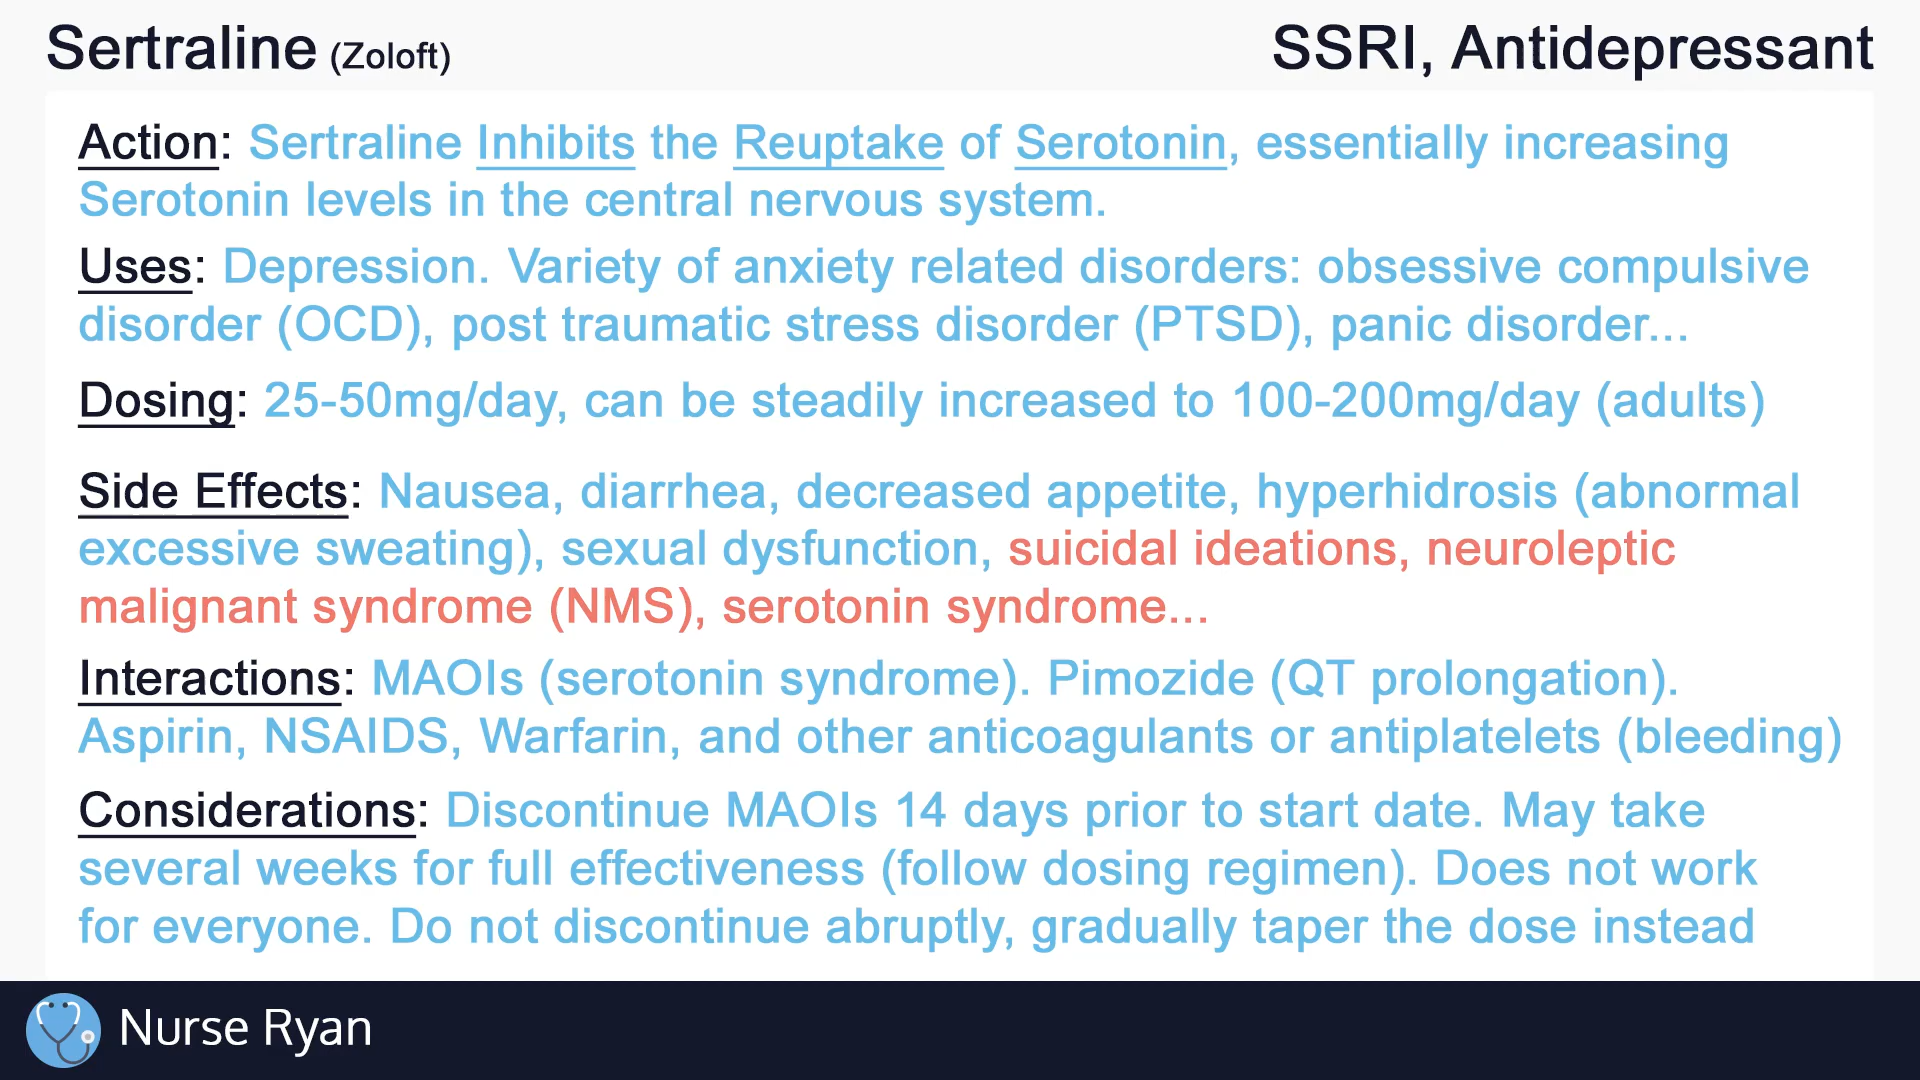 Sertraline (Zoloft)
SSRI, Antidepressant
Action: Sertraline Inhibits the Reuptake of Serotonin, essentially increasing
Serotonin levels in the central nervous system.
Uses: Depression. Variety of anxiety related disorders: obsessive compulsive
disorder (OCD), post traumatic stress disorder (PTSD), panic disorder...
Dosing: 25-50mg/day, can be steadily increased to 100-200mg/day (adults)
Side Effects: Nausea, diarrhea, decreased appetite, hyperhidrosis (abnormal
excessive sweating), sexual dysfunction, suicidal ideations, neuroleptic
malignant syndrome (NMS), serotonin syndrome...
Interactions: MAOIs (serotonin syndrome). Pimozide (QT prolongation).
Aspirin, NSAIDS, Warfarin, and other anticoagulants or antiplatelets (bleeding)
Considerations: Discontinue MAOIs 14 days prior to start date. May take
several weeks for full effectiveness (follow dosing regimen). Does not work
for everyone. Do not discontinue abruptly, gradually taper the dose instead
Nurse Ryan